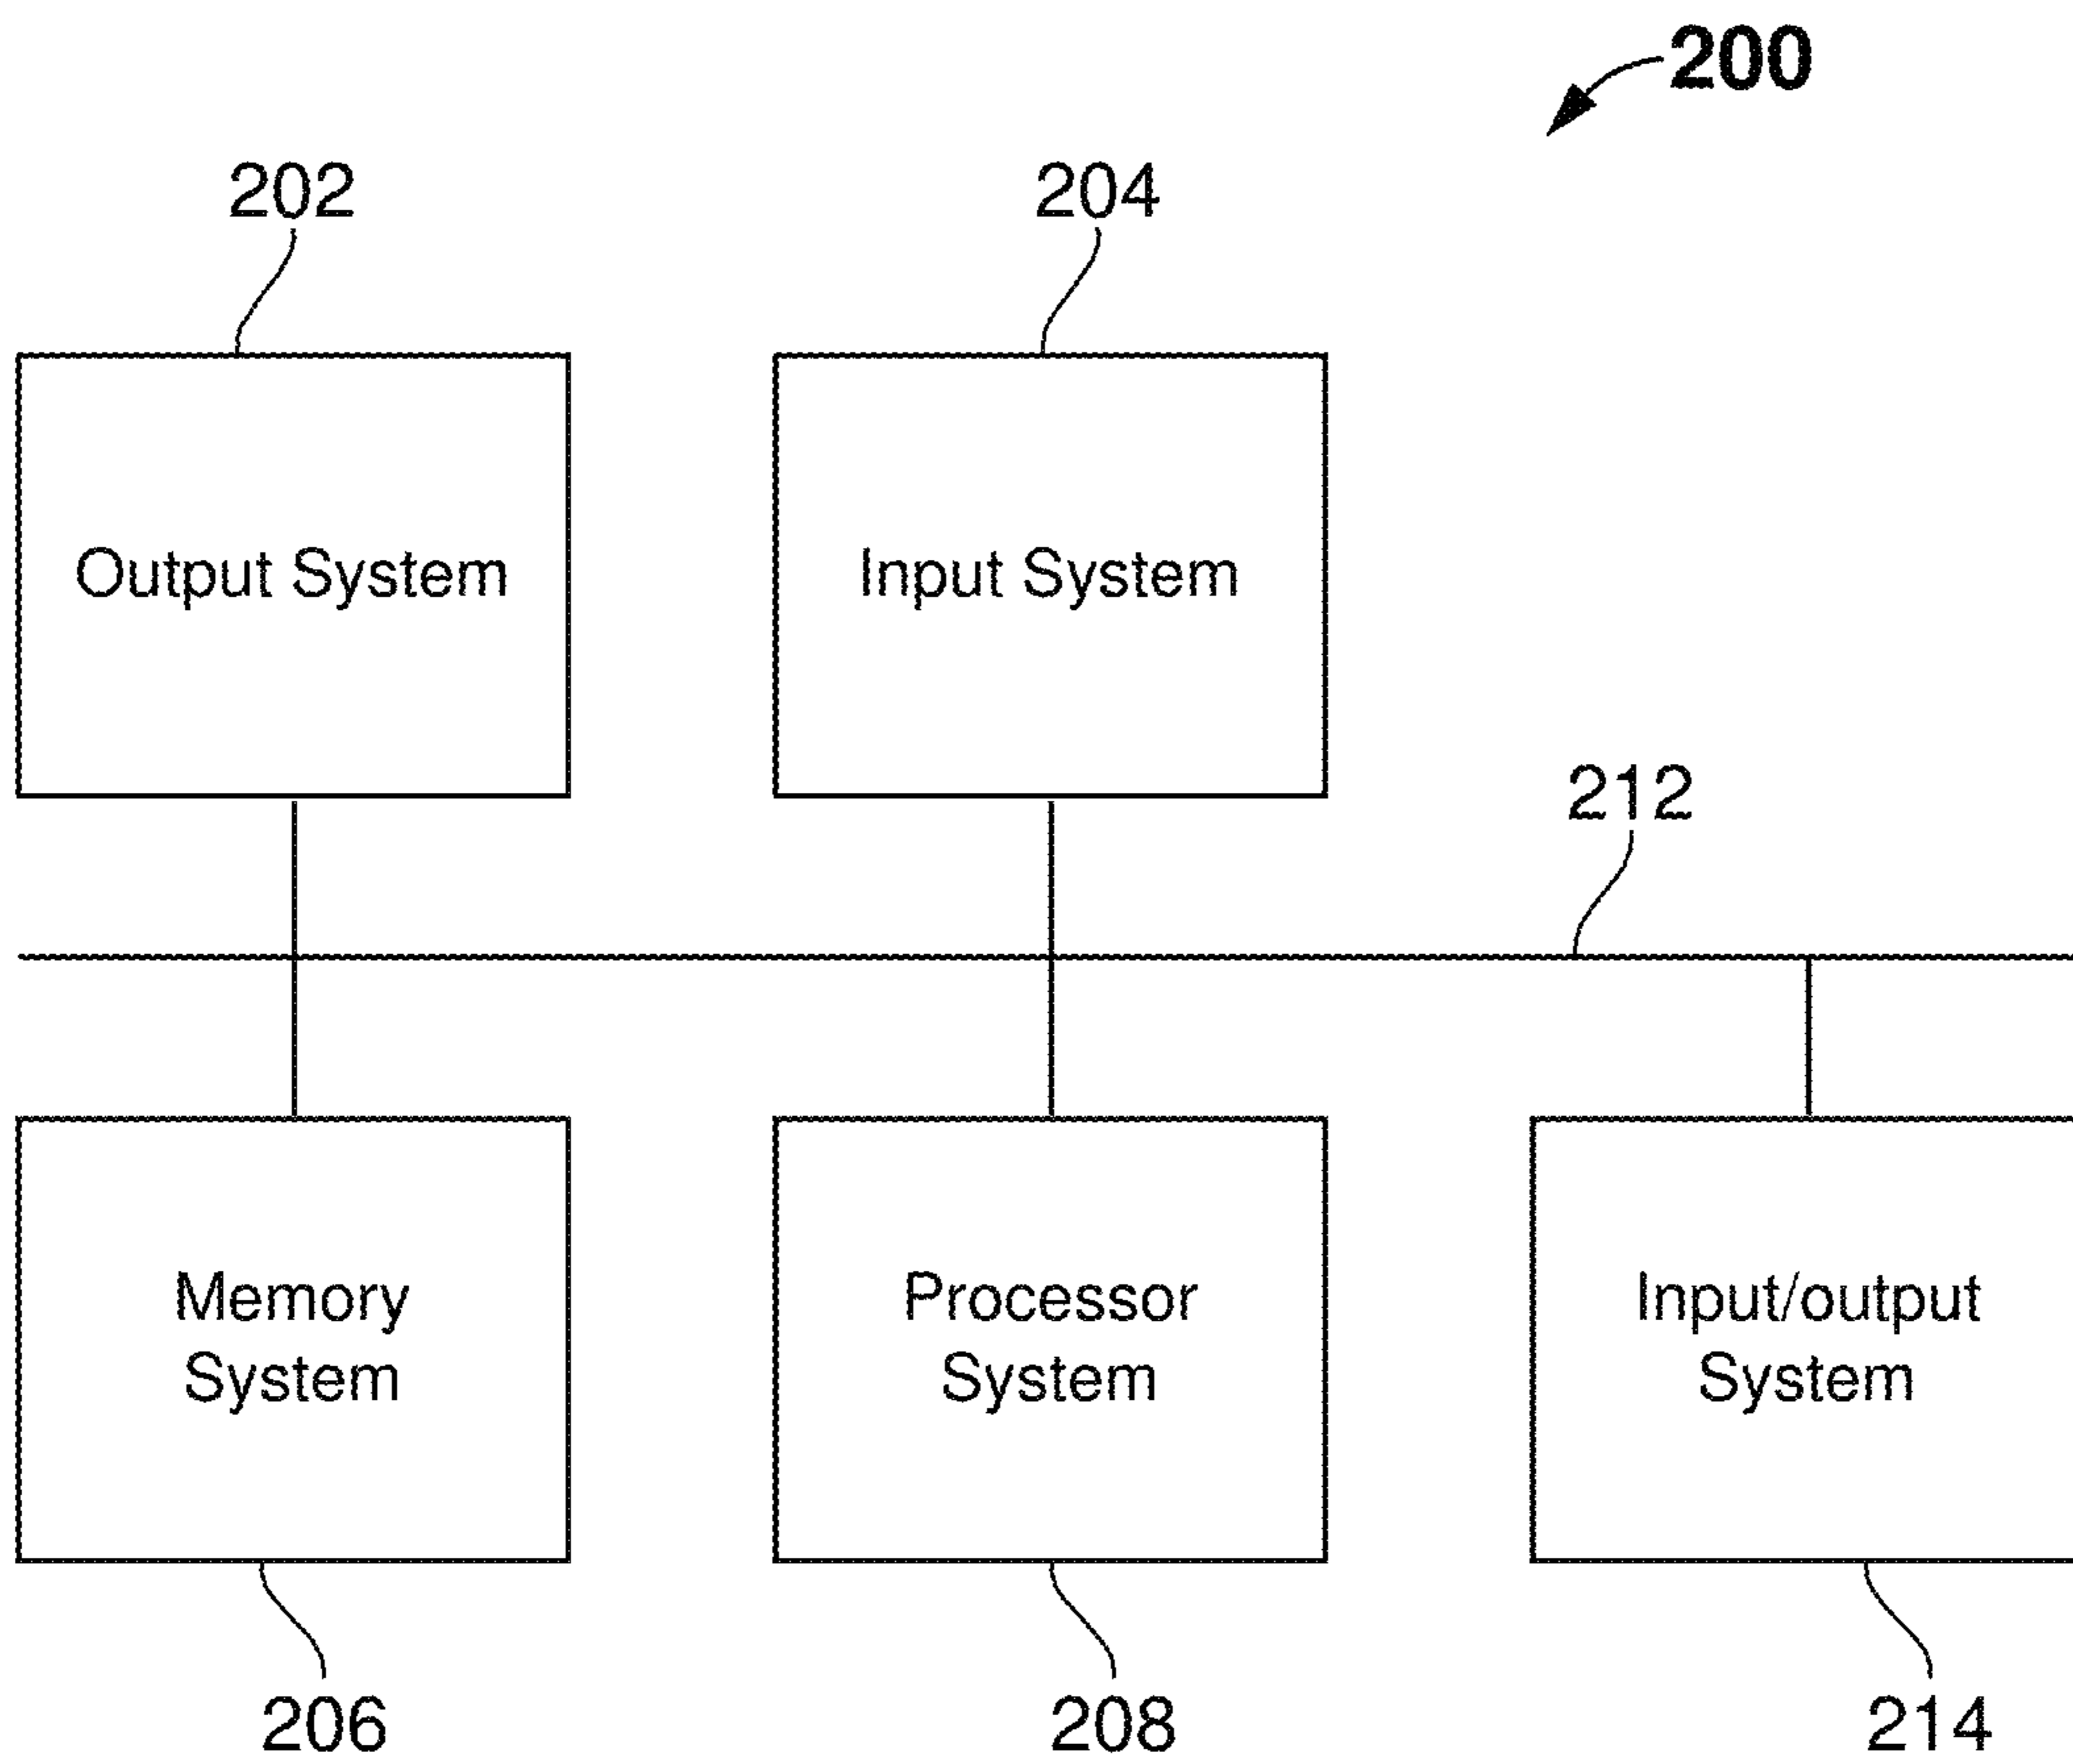 200
202
204
Output System
Input System
212
Memory
System
Processor
System
Input/output
System
206
208
214